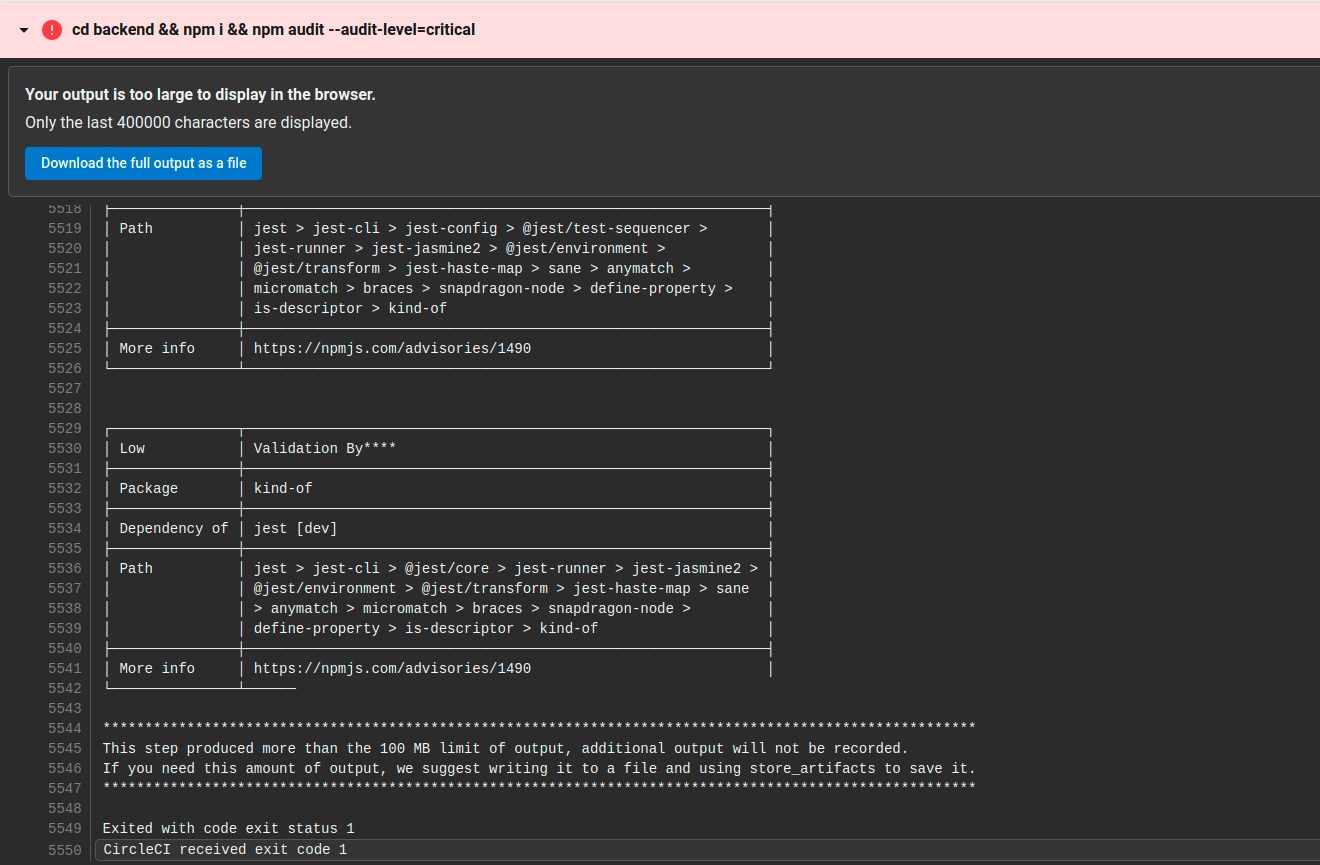 cd backend && npm i && npm audit --audit-level=critical
Your output is too large to display in the browser.
Only the last 400000 characters are displayed.
Download the full output as a file
5518 ├───────────────┼──────────────────────────────────────────────────────────────┤
5519 │ Path │ jest > jest-cli > jest-config > @jest/test-sequencer > │
5520 │ │ jest-runner > jest-jasmine2 > @jest/environment > │
5521 │ │ @jest/transform > jest-haste-map > sane > anymatch > │
5522 │ │ micromatch > braces > snapdragon-node > define-property > │
5523 │ │ is-descriptor > kind-of │
5524 ├───────────────┼──────────────────────────────────────────────────────────────┤
5525 │ More info │ https://npmjs.com/advisories/1490 │
5526 └───────────────┴──────────────────────────────────────────────────────────────┘
5527
5528
5529 ┌───────────────┬──────────────────────────────────────────────────────────────┐
5530 │ Low │ Validation By**** │
5531 ├───────────────┼──────────────────────────────────────────────────────────────┤
5532 │ Package │ kind-of │
5533 ├───────────────┼──────────────────────────────────────────────────────────────┤
5534 │ Dependency of │ jest [dev] │
5535 ├───────────────┼──────────────────────────────────────────────────────────────┤
5536 │ Path │ jest > jest-cli > @jest/core > jest-runner > jest-jasmine2 > │
5537 │ │ @jest/environment > @jest/transform > jest-haste-map > sane │
5538 │ │ > anymatch > micromatch > braces > snapdragon-node > │
5539 │ │ define-property > is-descriptor > kind-of │
5540 ├───────────────┼──────────────────────────────────────────────────────────────┤
5541 │ More info │ https://npmjs.com/advisories/1490 │
5542 └───────────────┴──────
5543
5544 ********************************************************************************************************
5545 This step produced more than the 100 MB limit of output, additional output will not be recorded.
5546 If you need this amount of output, we suggest writing it to a file and using store_artifacts to save it.
5547 ********************************************************************************************************
5548
5549 Exited with code exit status 1
5550 CircleCI received exit code 1